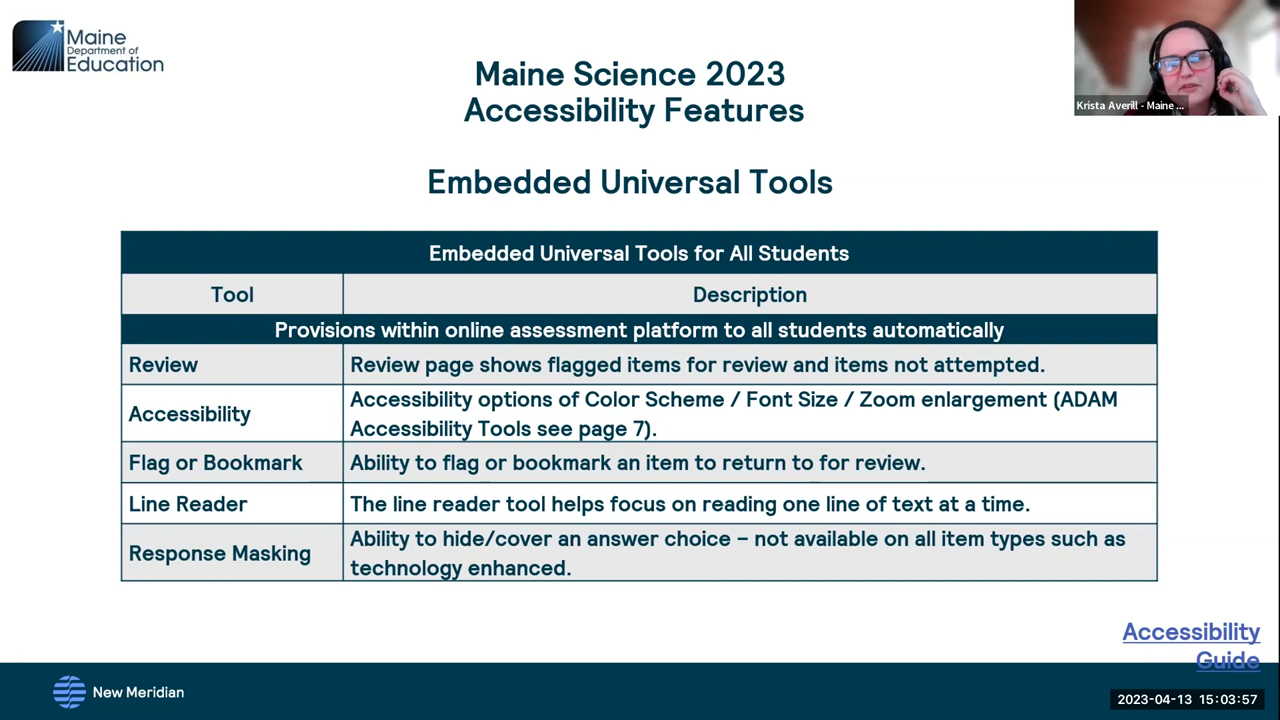 Maine
Department of
Education
Maine Science 2023
Accessibility Features
Krista Averill - Maine ...
Embedded Universal Tools
Embedded Universal Tools for All Students
Tool
Description
Provisions within online assessment platform to all students automatically
Review
Review page shows flagged items for review and items not attempted.
Accessibility
Accessibility options of Color Scheme / Font Size / Zoom enlargement (ADAM
Accessibility Tools see page 7).
Flag or Bookmark
Ability to flag or bookmark an item to return to for review.
Line Reader
The line reader tool helps focus on reading one line of text at a time.
Response Masking
Ability to hide/cover an answer choice – not available on all item types such as
technology enhanced.
Accessibility
Guide
New Meridian
2023-04-13 15:03:57